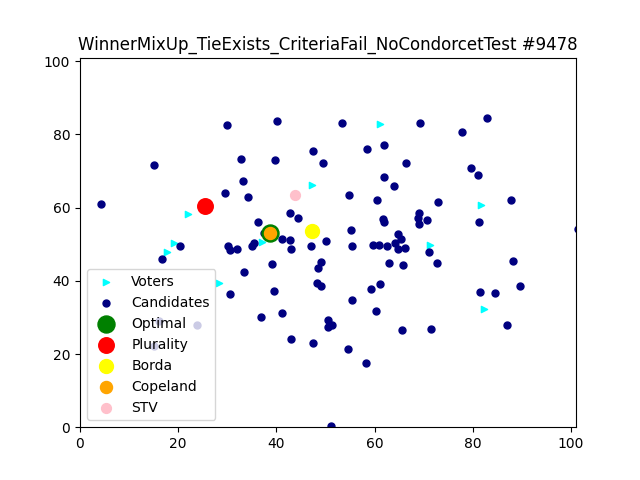 WinnerMixUp_TieExists_CriteriaFail_NoCondorcetTest #9478
100
80
60
40
20
0
Voters
Candidates
Optimal
Plurality
Borda
Copeland
STV
0 20 40 60 80 100